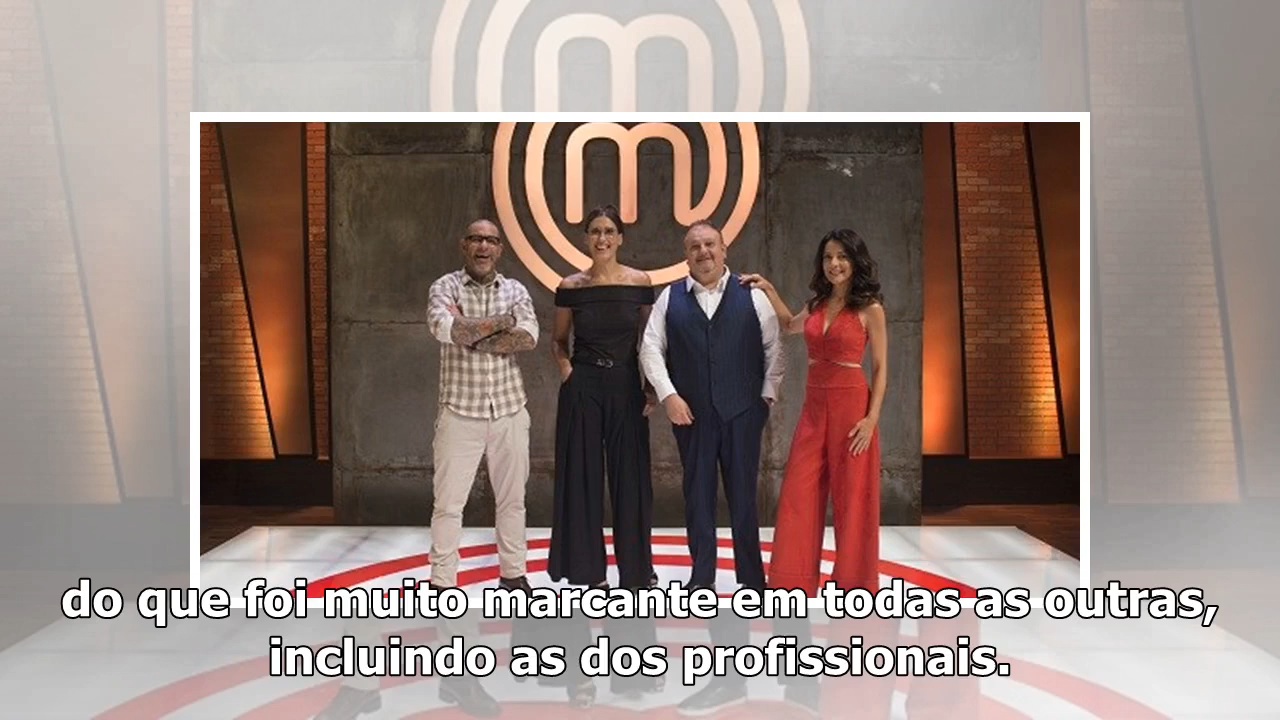 do que foi muito marcante em todas as outras,
incluindo as dos profissionais.